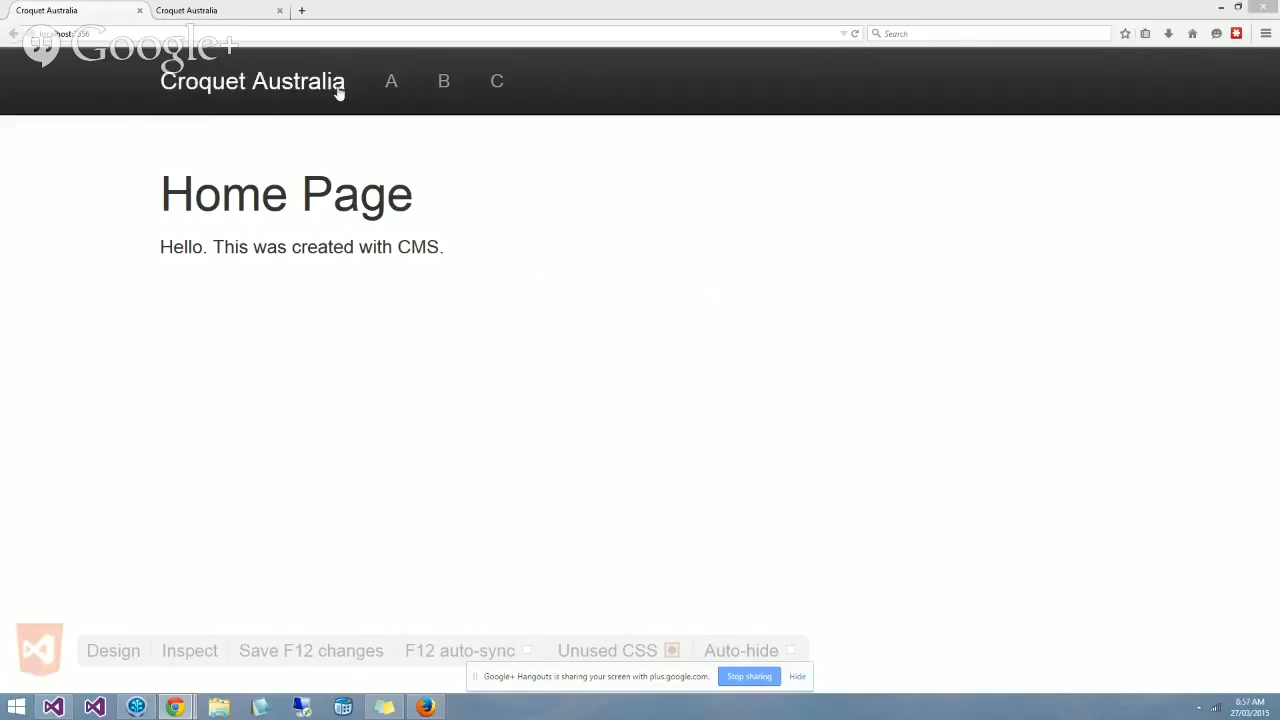 Croquet Australia
Croquet Australia
Search
Google+
Croquet Australia A B C
Home Page
Hello. This was created with CMS.
Design Inspect Save F12 changes F12 auto-sync Unused CSS Auto-hide
Google+ Hangouts is sharing your screen with plus.google.com. Stop sharing Hide
8:57 AM
27/03/2015